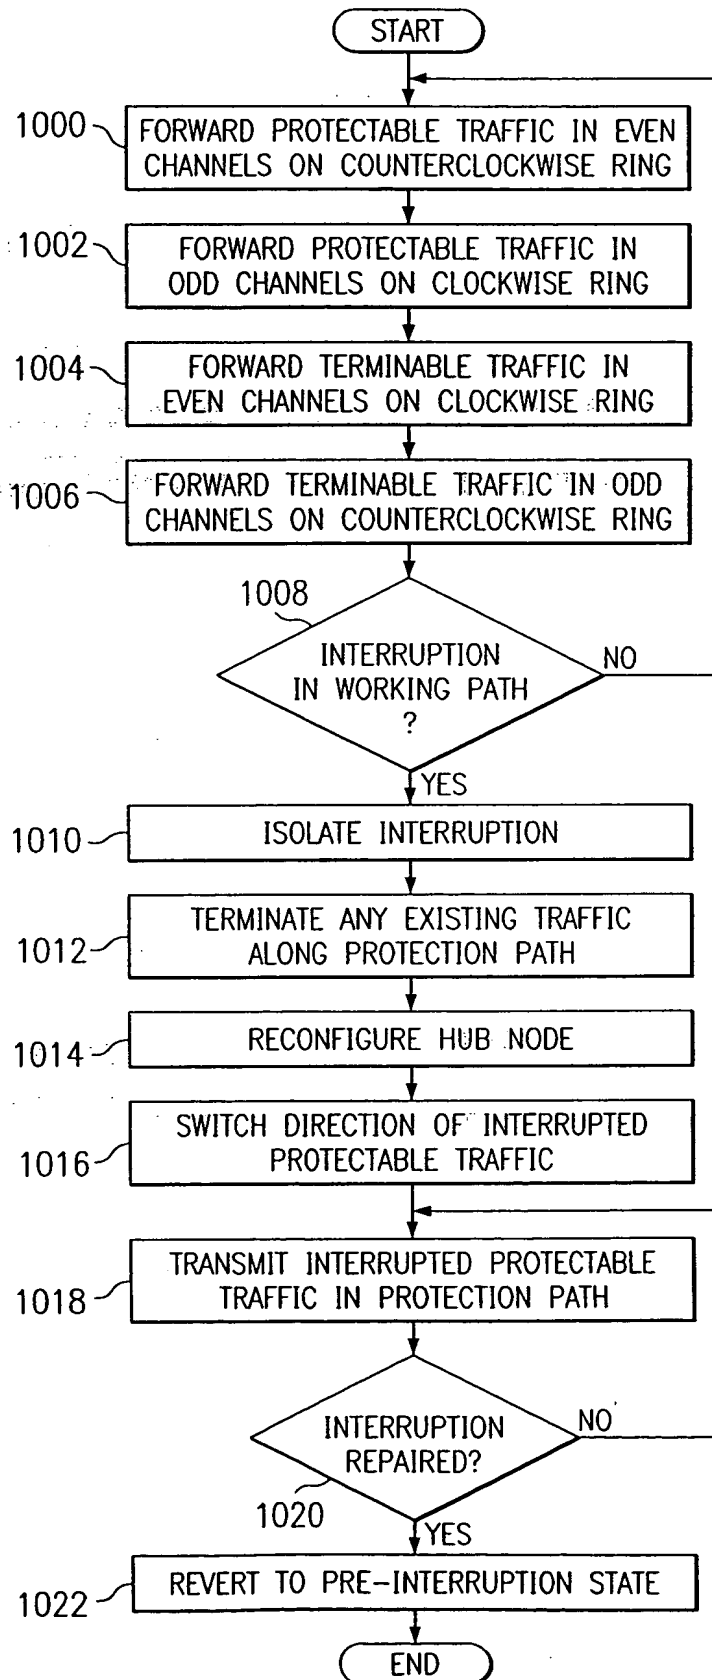 START
1000
FORWARD PROTECTABLE TRAFFIC IN EVEN
CHANNELS ON COUNTERCLOCKWISE RING
1002
FORWARD PROTECTABLE TRAFFIC IN
ODD CHANNELS ON CLOCKWISE RING
1004
FORWARD TERMINABLE TRAFFIC IN
EVEN CHANNELS ON CLOCKWISE RING
1006
FORWARD TERMINABLE TRAFFIC IN ODD
CHANNELS ON COUNTERCLOCKWISE RING
1008
INTERRUPTION
IN WORKING PATH
?
NO
YES
1010
ISOLATE INTERRUPTION
1012
TERMINATE ANY EXISTING TRAFFIC
ALONG PROTECTION PATH
1014
RECONFIGURE HUB NODE
1016
SWITCH DIRECTION OF INTERRUPTED
PROTECTABLE TRAFFIC
1018
TRANSMIT INTERRUPTED PROTECTABLE
TRAFFIC IN PROTECTION PATH
INTERRUPTION
REPAIRED?
NO
1020
YES
1022
REVERT TO PRE-INTERRUPTION STATE
END